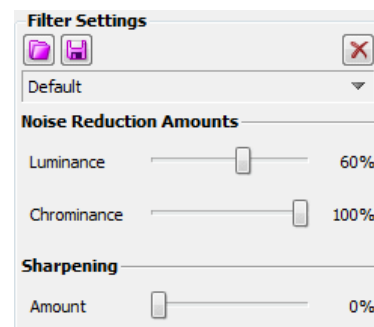 Filter Settings
Default
Noise Reduction Amounts
Luminance 60%
Chrominance 100%
Sharpening
Amount 0%